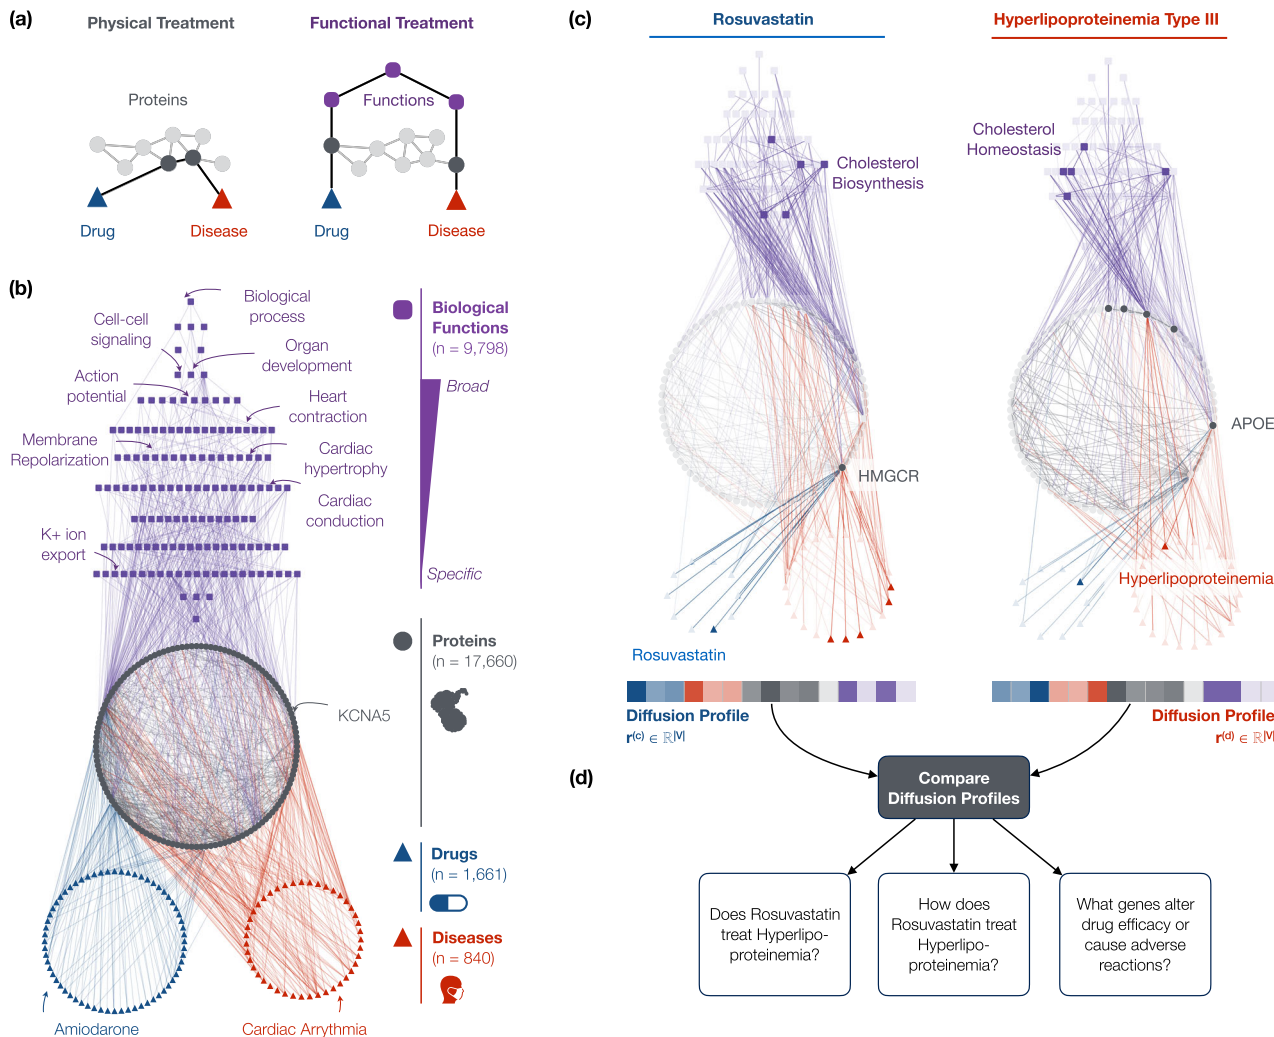 (a)
Physical Treatment
Functional Treatment
Proteins
Functions
Drug
Disease
Drug
Disease
(b)
Biological
process
Cell-cell
signaling
Organ
development
Action
potential
Heart
contraction
Membrane
Repolarization
Cardiac
hypertrophy
Cardiac
conduction
K+ ion
export
KCNA5
Amiodarone
Cardiac Arrythmia
Biological
Functions
(n = 9,798)
Broad
Specific
Proteins
(n = 17,660)
Drugs
(n = 1,661)
Diseases
(n = 840)
(c)
Rosuvastatin
Hyperlipoproteinemia Type III
Cholesterol
Biosynthesis
Cholesterol
Homeostasis
HMGCR
APOE
Hyperlipoproteinemia
Rosuvastatin
Diffusion Profile
r(c) ∈ ℝ|V|
Diffusion Profile
r(d) ∈ ℝ|V|
(d)
Compare
Diffusion Profiles
Does Rosuvastatin
treat Hyperlipo-
proteinemia?
How does
Rosuvastatin treat
Hyperlipo-
proteinemia?
What genes alter
drug efficacy or
cause adverse
reactions?